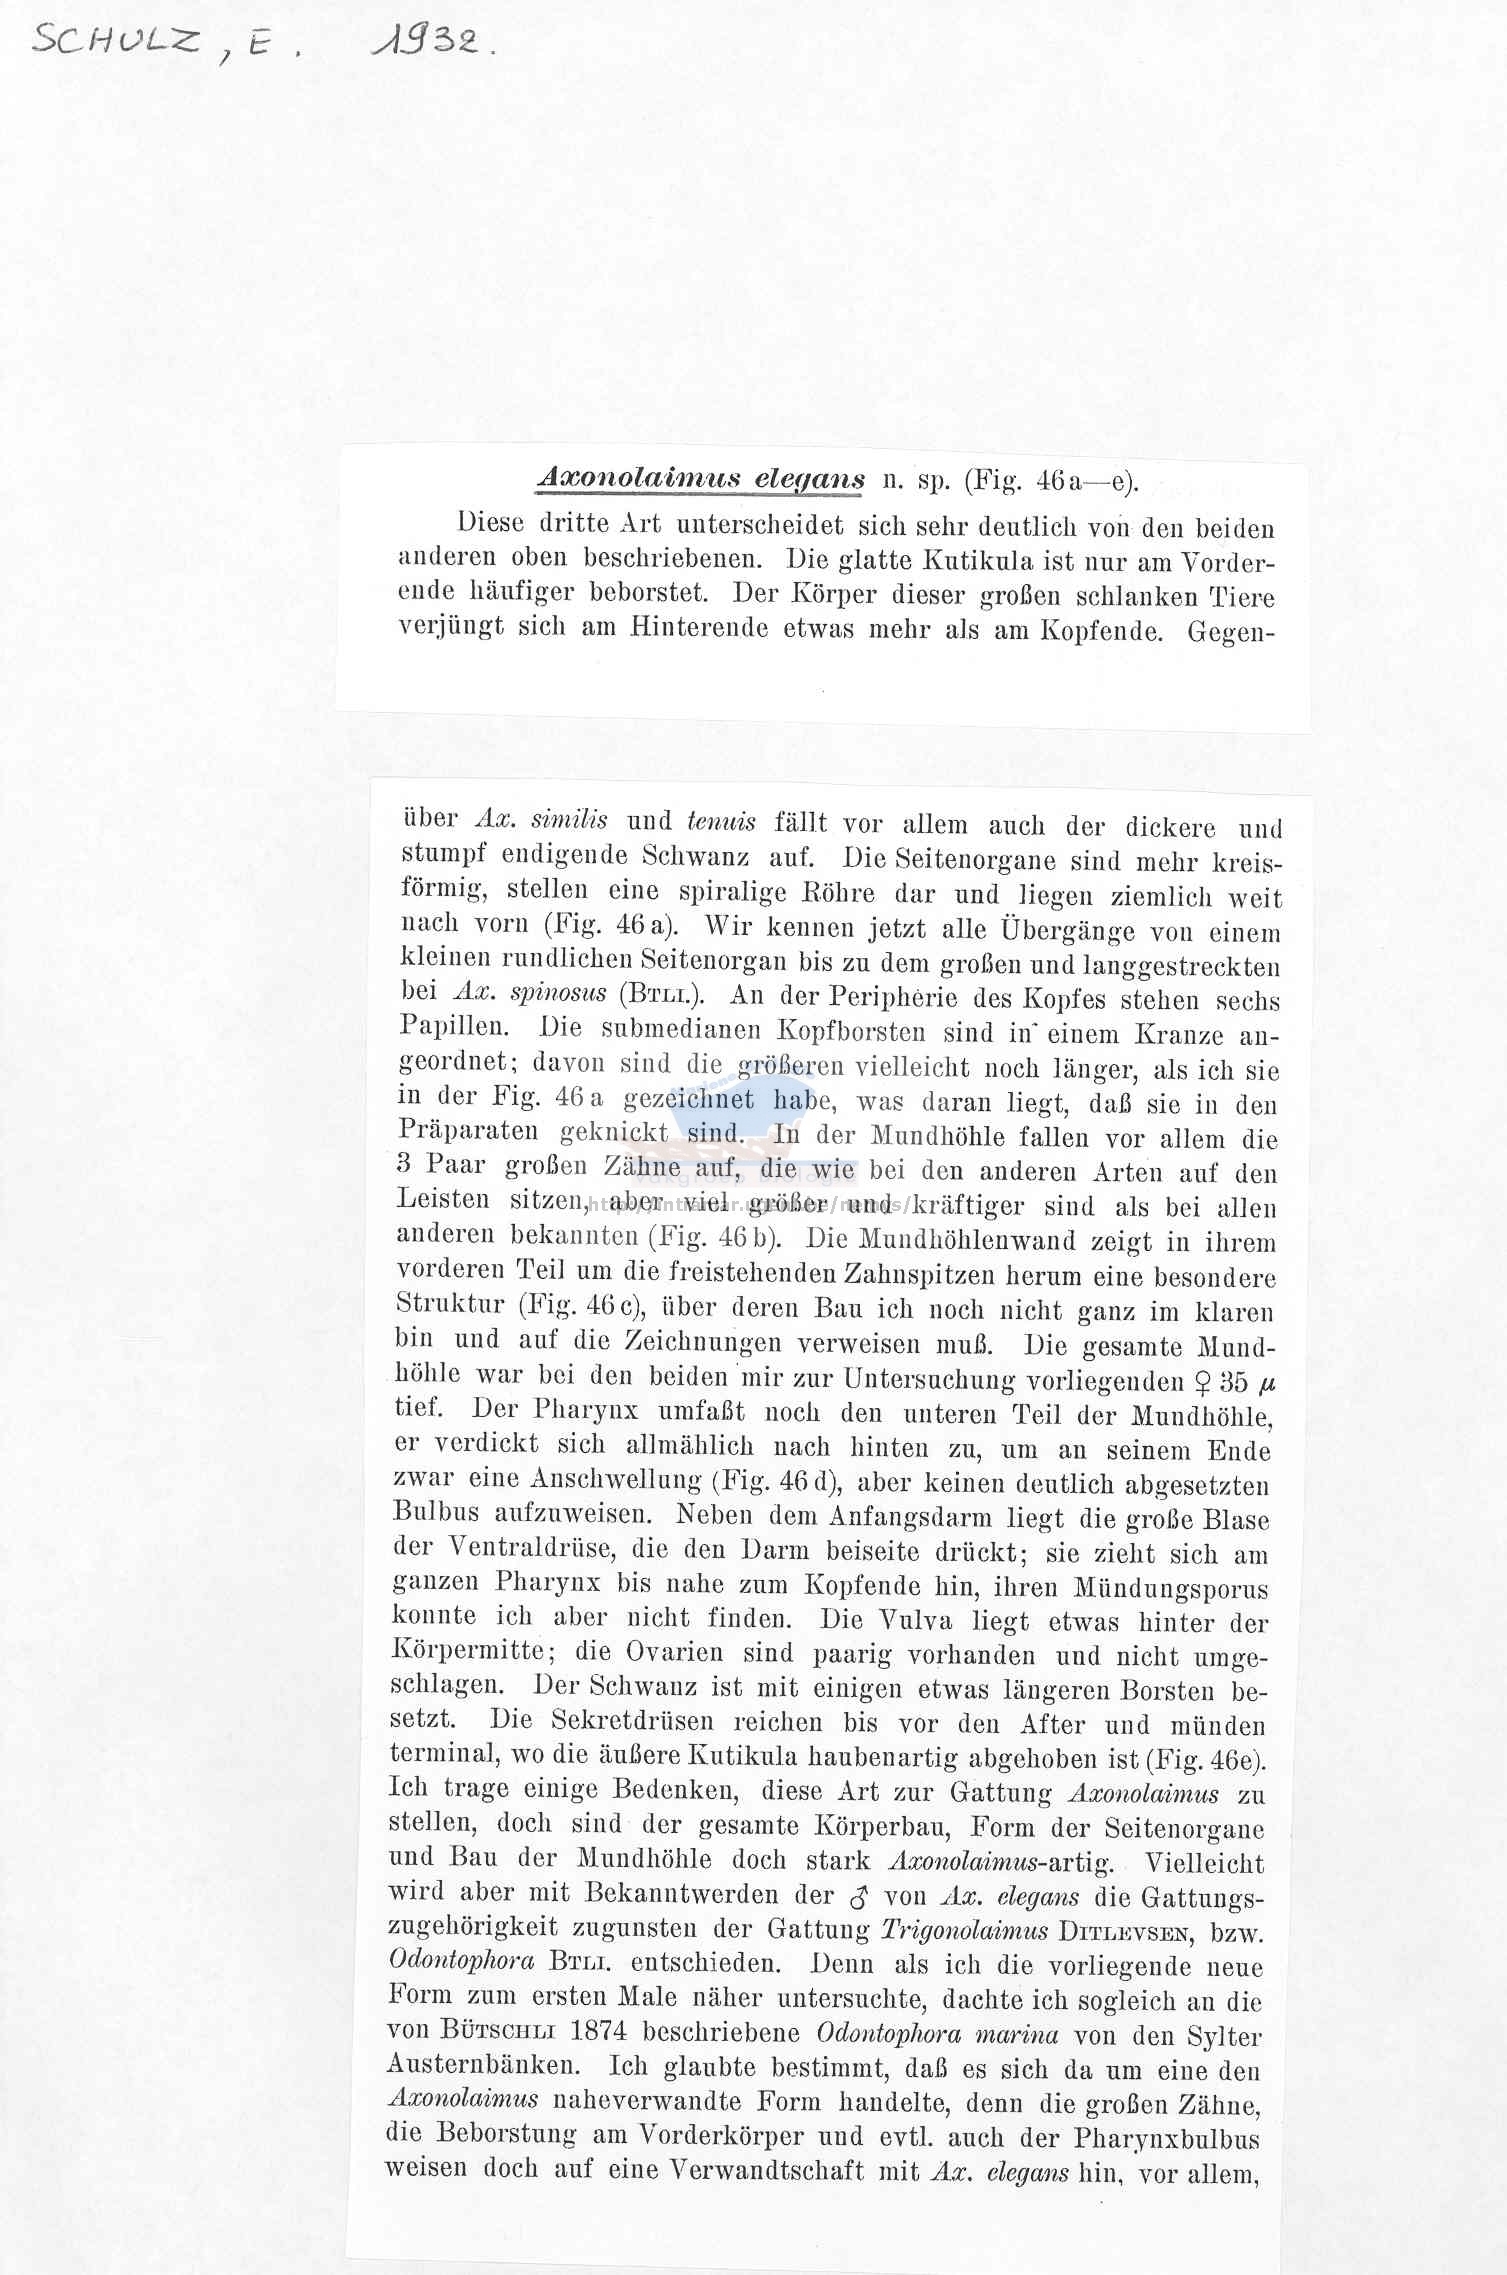 SCHULZ, E. 1932.
Axonolaimus elegans n. sp. (Fig. 46a—e).
Diese dritte Art unterscheidet sich sehr deutlich von den beiden
anderen oben beschriebenen. Die glatte Kutikula ist nur am Vorder-
ende häufiger beborstet. Der Körper dieser großen schlanken Tiere
verjüngt sich am Hinterende etwas mehr als am Kopfende. Gegen-
über Ax. similis und tenuis fällt vor allem auch der dickere und
stumpf endigende Schwanz auf. Die Seitenorgane sind mehr kreis-
förmig, stellen eine spiralige Röhre dar und liegen ziemlich weit
nach vorn (Fig. 46a). Wir kennen jetzt alle Übergänge von einem
kleinen rundlichen Seitenorgan bis zu dem großen und langgestreckten
bei Ax. spinosus (BTLI.). An der Peripherie des Kopfes stehen sechs
Papillen. Die submedianen Kopfborsten sind in einem Kranze an-
geordnet; davon sind die größeren vielleicht noch länger, als ich sie
in der Fig. 46a gezeichnet habe, was daran liegt, daß sie in den
Präparaten geknickt sind. In der Mundhöhle fallen vor allem die
3 Paar großen Zähne auf, die wie bei den anderen Arten auf den
vakgroep biologie
Leisten sitzen, aber viel größer und kräftiger sind als bei allen
anderen bekannten (Fig. 46b). Die Mundhöhlenwand zeigt in ihrem
vorderen Teil um die freistehenden Zahnspitzen herum eine besondere
Struktur (Fig. 46c), über deren Bau ich noch nicht ganz im klaren
bin und auf die Zeichnungen verweisen muß. Die gesamte Mund-
höhle war bei den beiden mir zur Untersuchung vorliegenden ♀ 35 μ
tief. Der Pharynx umfaßt noch den unteren Teil der Mundhöhle,
er verdickt sich allmählich nach hinten zu, um an seinem Ende
zwar eine Anschwellung (Fig. 46d), aber keinen deutlich abgesetzten
Bulbus aufzuweisen. Neben dem Anfangsdarm liegt die große Blase
der Ventraldrüse, die den Darm beiseite drückt; sie zieht sich am
ganzen Pharynx bis nahe zum Kopfende hin, ihren Mündungsporus
konnte ich aber nicht finden. Die Vulva liegt etwas hinter der
Körpermitte; die Ovarien sind paarig vorhanden und nicht umge-
schlagen. Der Schwanz ist mit einigen etwas längeren Borsten be-
setzt. Die Sekretdrüsen reichen bis vor den After und münden
terminal, wo die äußere Kutikula haubenartig abgehoben ist (Fig. 46e).
Ich trage einige Bedenken, diese Art zur Gattung Axonolaimus zu
stellen, doch sind der gesamte Körperbau, Form der Seitenorgane
und Bau der Mundhöhle doch stark Axonolaimus-artig. Vielleicht
wird aber mit Bekanntwerden der ♂ von Ax. elegans die Gattungs-
zugehörigkeit zugunsten der Gattung Trigonolaimus DITLEVSEN, bzw.
Odontophora BTLI. entschieden. Denn als ich die vorliegende neue
Form zum ersten Male näher untersuchte, dachte ich sogleich an die
von BÜTSCHLI 1874 beschriebene Odontophora marina von den Sylter
Austernbänken. Ich glaubte bestimmt, daß es sich da um eine den
Axonolaimus naheverwandte Form handelte, denn die großen Zähne,
die Beborstung am Vorderkörper und evtl. auch der Pharynxbulbus
weisen doch auf eine Verwandtschaft mit Ax. elegans hin, vor allem,